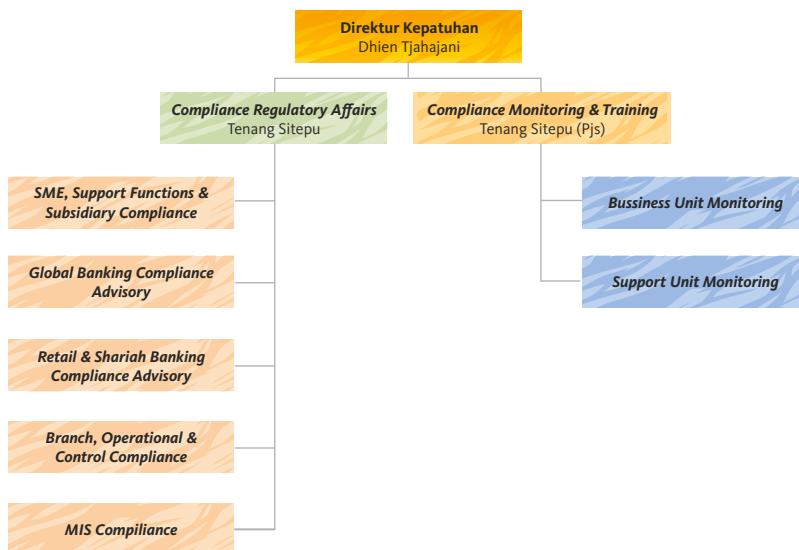 Direktur Kepatuhan
Dhien Tjahajani
Compliance Regulatory Affairs
Tenang Sitepu
Compliance Monitoring & Training
Tenang Sitepu (Pjs)
SME, Support Functions &
Subsidiary Compliance
Global Banking Compliance
Advisory
Retail & Shariah Banking
Compliance Advisory
Branch, Operational &
Control Compliance
MIS Compiliance
Bussiness Unit Monitoring
Support Unit Monitoring